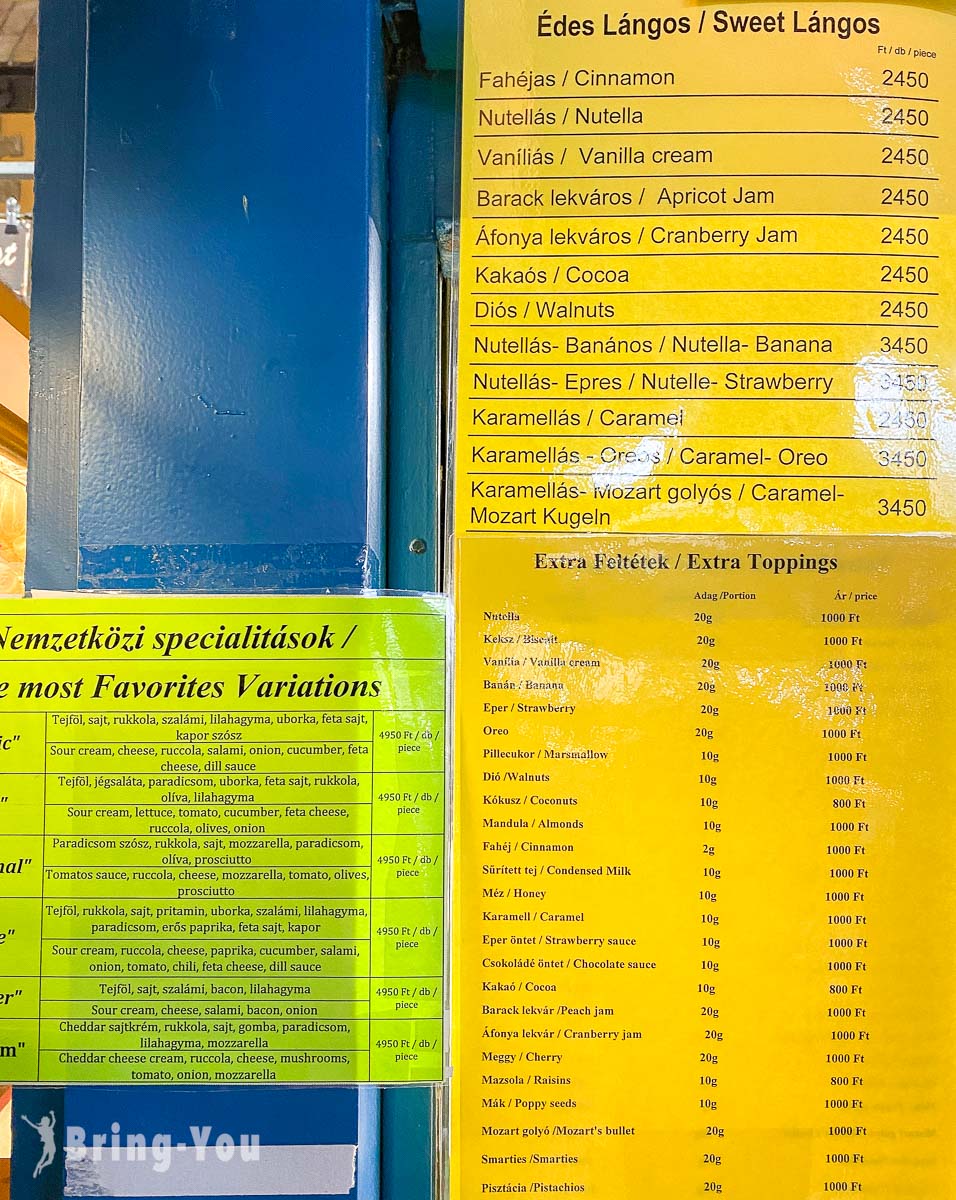 st
Édes Lángos / Sweet Lángos
Ft / db / piece
Fahéjas / Cinnamon 2450
Nutellás / Nutella 2450
Vaníliás / Vanilla cream 2450
Barack lekváros / Apricot Jam 2450
Áfonya lekváros / Cranberry Jam 2450
Kakaós / Cocoa 2450
Diós / Walnuts 2450
Nutellás- Banános / Nutella- Banana 3450
Nutellás- Epres / Nutelle- Strawberry 3450
Karamellás / Caramel 2450
Karamellás - Oreós / Caramel- Oreo 3450
Karamellás- Mozart golyós / Caramel-
Mozart Kugeln 3450
Extra Feltétek / Extra Toppings
Adag /Portion Ár / price
Nutella 20g 1000 Ft
Keksz / Biscuit 20g 1000 Ft
Vanília / Vanilla cream 20g 1000 Ft
Banán / Banana 20g 1000 Ft
Eper / Strawberry 20g 1000 Ft
Oreo 20g 1000 Ft
Pillecukor / Marsmallow 10g 1000 Ft
Dió /Walnuts 10g 1000 Ft
Kókusz / Coconuts 10g 800 Ft
Mandula / Almonds 10g 1000 Ft
Fahéj / Cinnamon 2g 1000 Ft
Sűrített tej / Condensed Milk 10g 1000 Ft
Méz / Honey 10g 1000 Ft
Karamell / Caramel 10g 1000 Ft
Eper öntet / Strawberry sauce 10g 1000 Ft
Csokoládé öntet / Chocolate sauce 10g 1000 Ft
Kakaó / Cocoa 10g 800 Ft
Barack lekvár /Peach jam 20g 1000 Ft
Áfonya lekvár / Cranberry jam 20g 1000 Ft
Meggy / Cherry 20g 1000 Ft
Mazsola / Raisins 10g 800 Ft
Mák / Poppy seeds 10g 1000 Ft
Mozart golyó /Mozart's bullet 20g 1000 Ft
Smarties /Smarties 20g 1000 Ft
Pisztácia /Pistachios 20g 1000 Ft
Nemzetközi specialitások /
e most Favorites Variations
ic"
Tejföl, sajt, rukkola, szalámi, lilahagyma, uborka, feta sajt,
kapor szósz
Sour cream, cheese, ruccola, salami, onion, cucumber, feta
cheese, dill sauce
4950 Ft / db /
piece
"
Tejföl, jégsaláta, paradicsom, uborka, feta sajt, rukkola,
olíva, lilahagyma
Sour cream, lettuce, tomato, cucumber, feta cheese,
ruccola, olives, onion
4950 Ft / db /
piece
nal"
Paradicsom szósz, rukkola, sajt, mozzarella, paradicsom,
olíva, prosciutto
Tomatos sauce, ruccola, cheese, mozzarella, tomato, olives,
prosciutto
4950 Ft / db /
piece
e"
Tejföl, rukkola, sajt, pritamin, uborka, szalámi, lilahagyma,
paradicsom, erős paprika, feta sajt, kapor
Sour cream, ruccola, cheese, paprika, cucumber, salami,
onion, tomato, chili, feta cheese, dill sauce
4950 Ft / db /
piece
er"
Tejföl, sajt, szalámi, bacon, lilahagyma
Sour cream, cheese, salami, bacon, onion
4950 Ft / db /
piece
m"
Cheddar sajtkrém, rukkola, sajt, gomba, paradicsom,
lilahagyma, mozzarella
Cheddar cheese cream, ruccola, cheese, mushrooms,
tomato, onion, mozzarella
4950 Ft / db /
piece
Bring-You